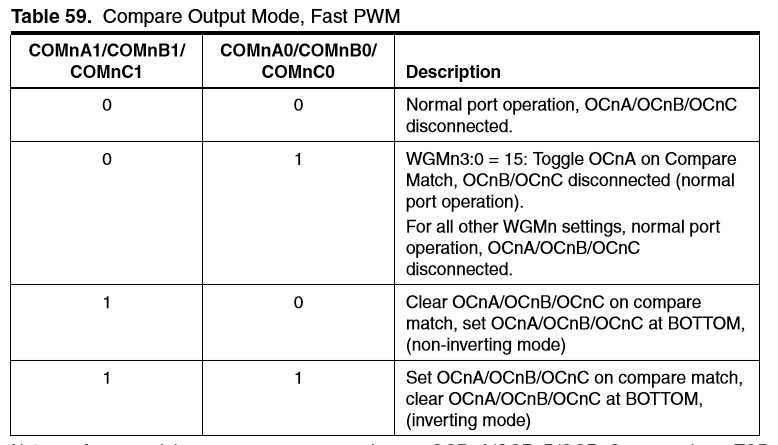 Table 59. Compare Output Mode, Fast PWM
COMnA1/COMnB1/
COMnC1
COMnA0/COMnB0/
COMnC0
Description
0
0
Normal port operation, OCnA/OCnB/OCnC
disconnected.
0
1
WGMn3:0 = 15: Toggle OCnA on Compare
Match, OCnB/OCnC disconnected (normal
port operation).
For all other WGMn settings, normal port
operation, OCnA/OCnB/OCnC
disconnected.
1
0
Clear OCnA/OCnB/OCnC on compare
match, set OCnA/OCnB/OCnC at BOTTOM,
(non-inverting mode)
1
1
Set OCnA/OCnB/OCnC on compare match,
clear OCnA/OCnB/OCnC at BOTTOM,
(inverting mode)